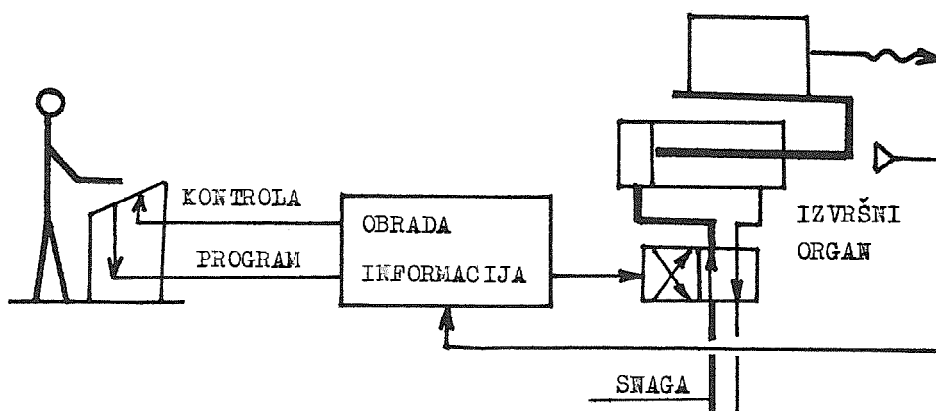 KONTROLA
PROGRAM
OBRADA
INFORMACIJA
IZVRŠNI
ORGAN
SNAGA